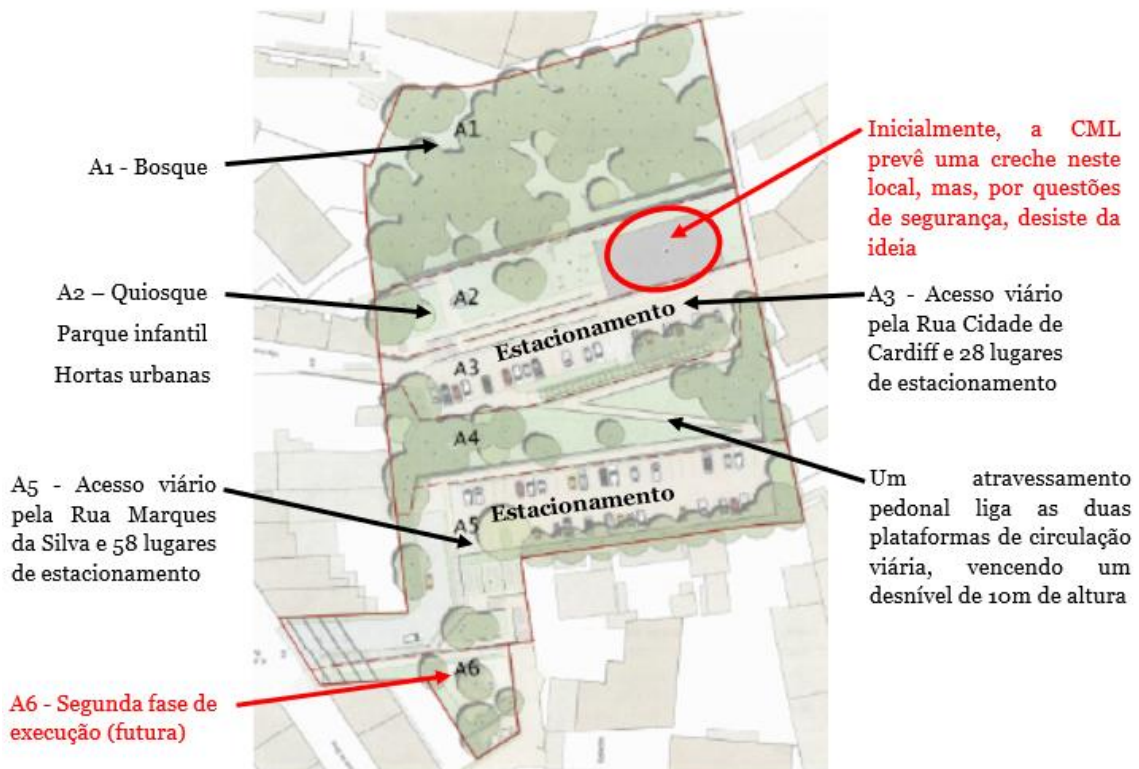 A1 - Bosque
A2 – Quiosque
Parque infantil
Hortas urbanas
A5 - Acesso viário
pela Rua Marques
da Silva e 58 lugares
de estacionamento
A6 - Segunda fase de
execução (futura)
A1
A2
Estacionamento
A3
A4
Estacionamento
A5
A6
Inicialmente, a CML
prevê uma creche neste
local, mas, por questões
de segurança, desiste da
ideia
A3 - Acesso viário
pela Rua Cidade de
Cardiff e 28 lugares
de estacionamento
Um atravessamento
pedonal liga as duas
plataformas de circulação
viária, vencendo um
desnível de 10m de altura